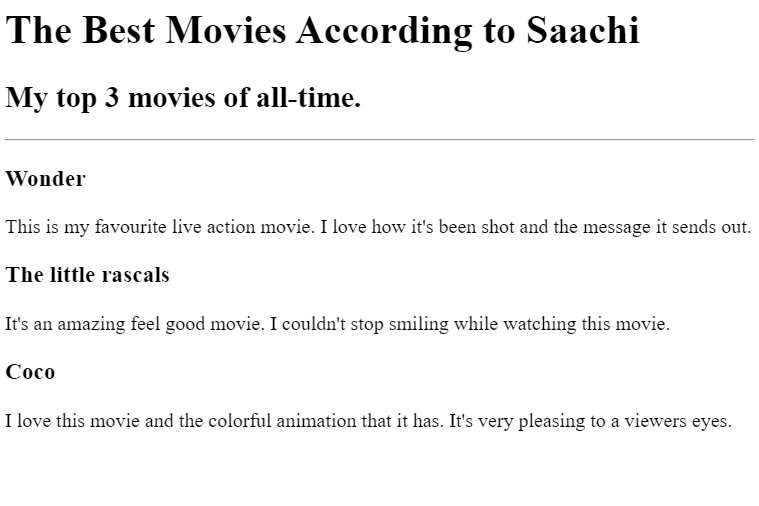 The Best Movies According to Saachi
My top 3 movies of all-time.
Wonder
This is my favourite live action movie. I love how it's been shot and the message it sends out.
The little rascals
It's an amazing feel good movie. I couldn't stop smiling while watching this movie.
Coco
I love this movie and the colorful animation that it has. It's very pleasing to a viewers eyes.